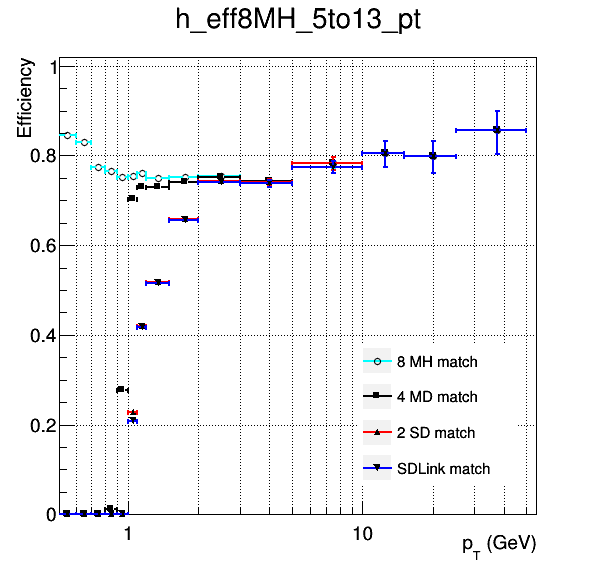 h_eff8MH_5to13_pt
Efficiency
1
0.8
0.6
0.4
0.2
0
8 MH match
4 MD match
2 SD match
SDLink match
1
10
pT (GeV)